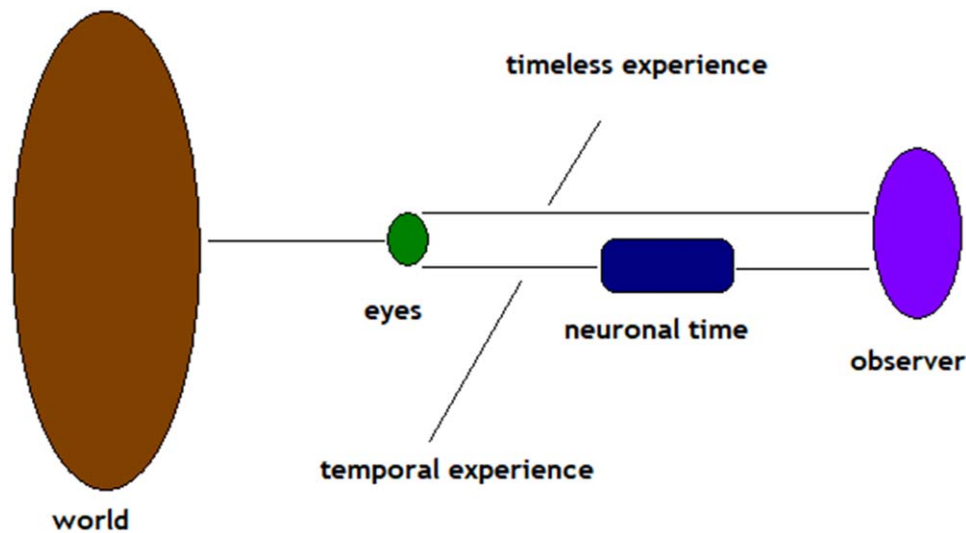 timeless experience
eyes
neuronal time
observer
temporal experience
world